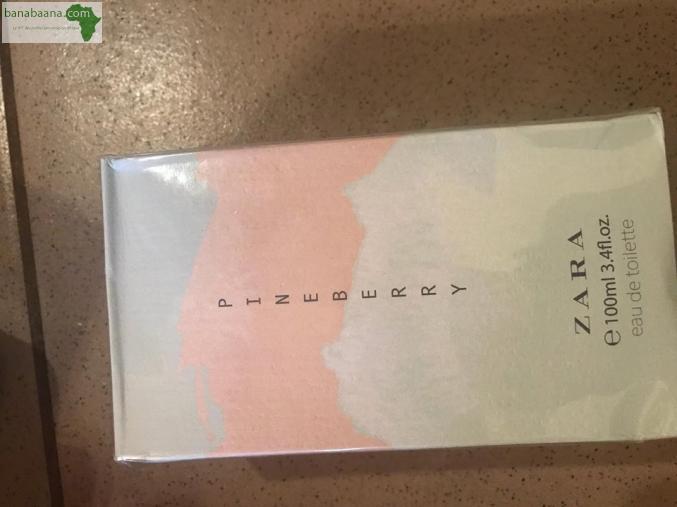 banabaana.com
PINEBERRY
ZARA
e 100ml 3.4fl.oz.
eau de toilette